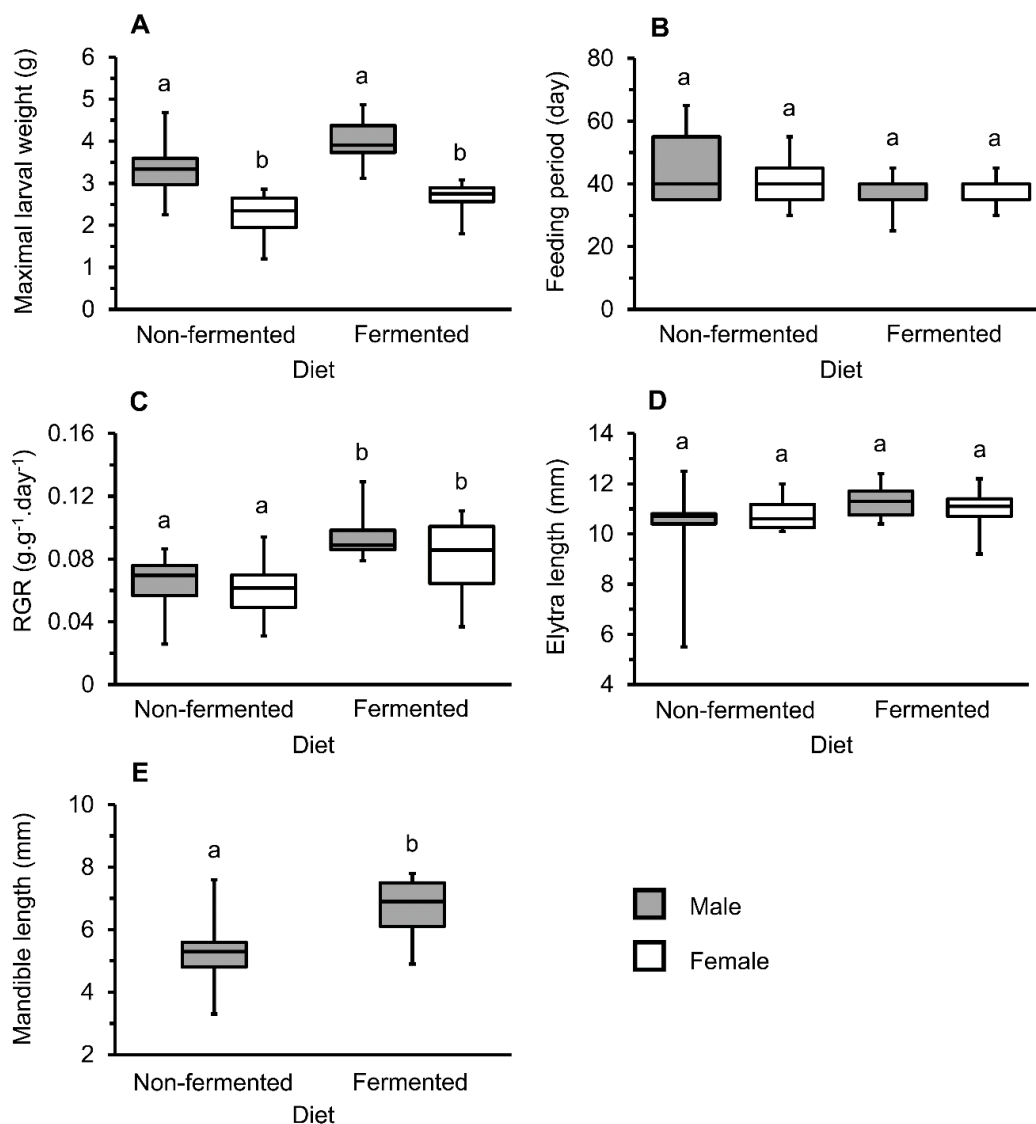 A
Maximal larval weight (g)
6
5
4
3
2
1
0
a
b
a
b
Non-fermented Fermented
Diet
B
Feeding period (day)
80
60
40
20
0
a
a
a
a
Non-fermented Fermented
Diet
C
RGR (g.g⁻¹.day⁻¹)
0.16
0.12
0.08
0.04
0
a
a
b
b
Non-fermented Fermented
Diet
D
Elytra length (mm)
14
12
10
8
6
4
a
a
a
a
Non-fermented Fermented
Diet
E
Mandible length (mm)
10
8
6
4
2
a
b
Non-fermented Fermented
Diet
Male
Female